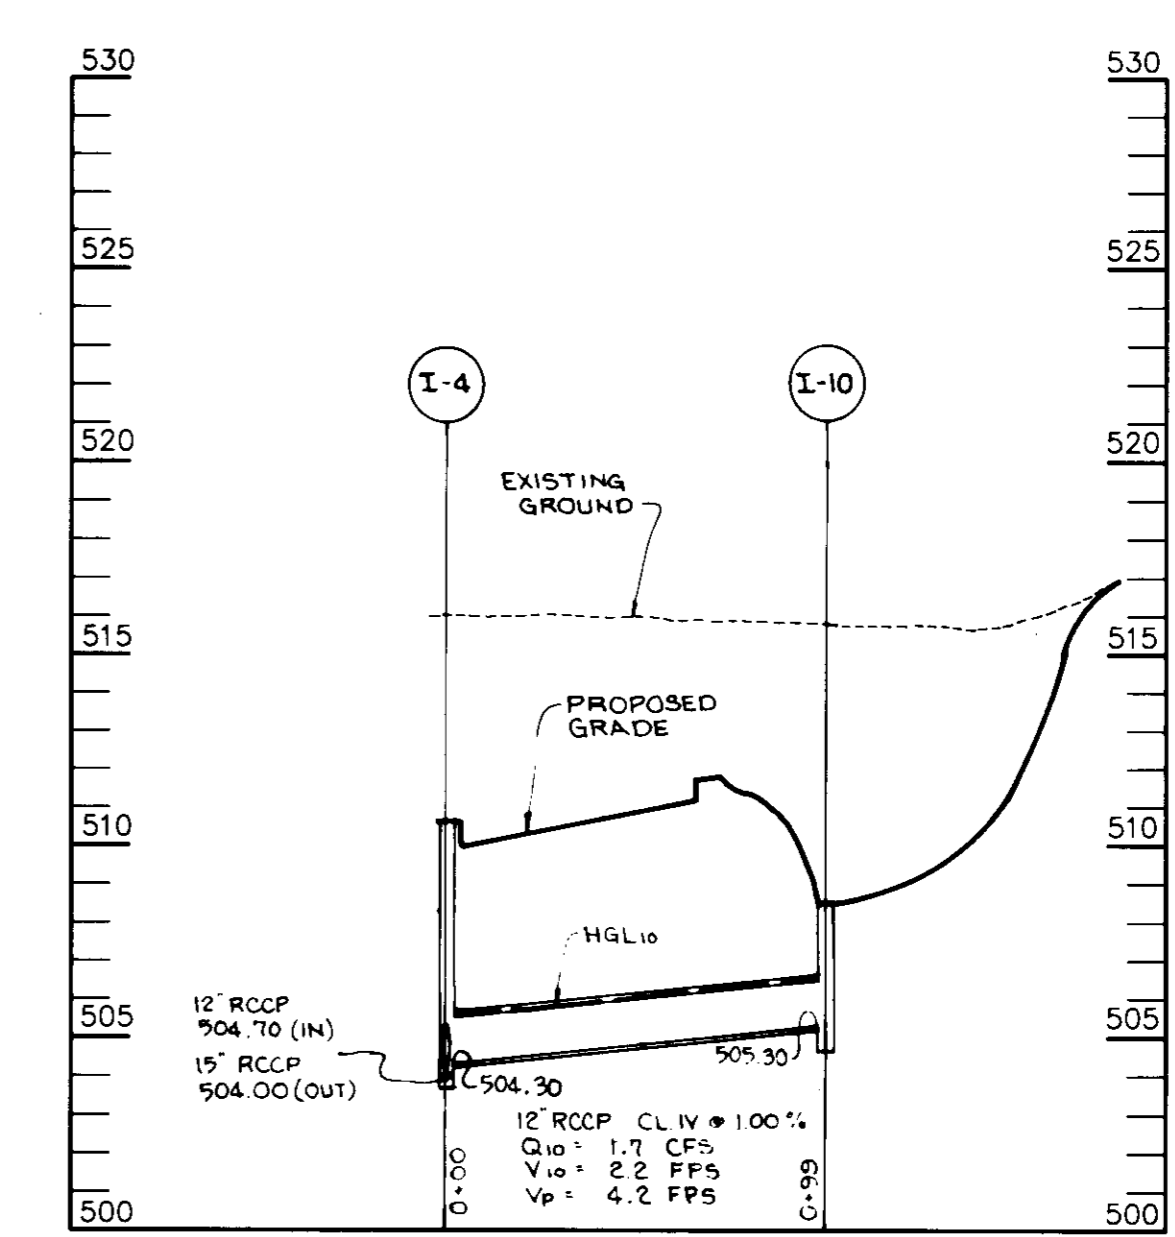 530 530
525 525
I-4 I-10
520 520
EXISTING
GROUND
515 515
PROPOSED
GRADE
510 510
HGL10
12" RCCP
504.70 (IN)
15" RCCP
504.00 (OUT)
505 505
504.30
505.30
12" RCCP CL. IV @ 1.00 %
Q10 = 1.7 CFS
V10 = 2.2 FPS
Vp = 4.2 FPS
0+00
0+99
500 500